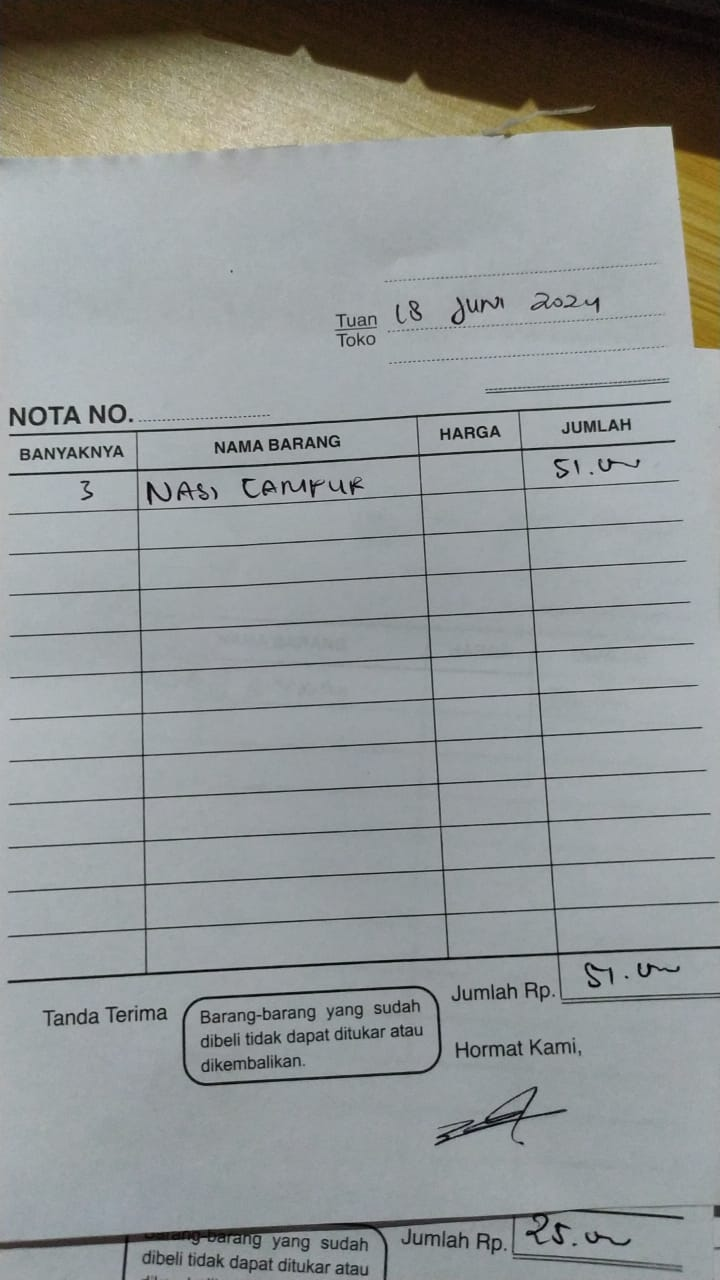 Tuan 18 JUNI 2024
Toko
NOTA NO.
BANYAKNYA NAMA BARANG HARGA JUMLAH
3 NASI CAMPUR 51.000
Jumlah Rp. 51.000
Tanda Terima
Barang-barang yang sudah
dibeli tidak dapat ditukar atau
dikembalikan.
Hormat Kami,
Barang-barang yang sudah
dibeli tidak dapat ditukar atau
Jumlah Rp. 25.000